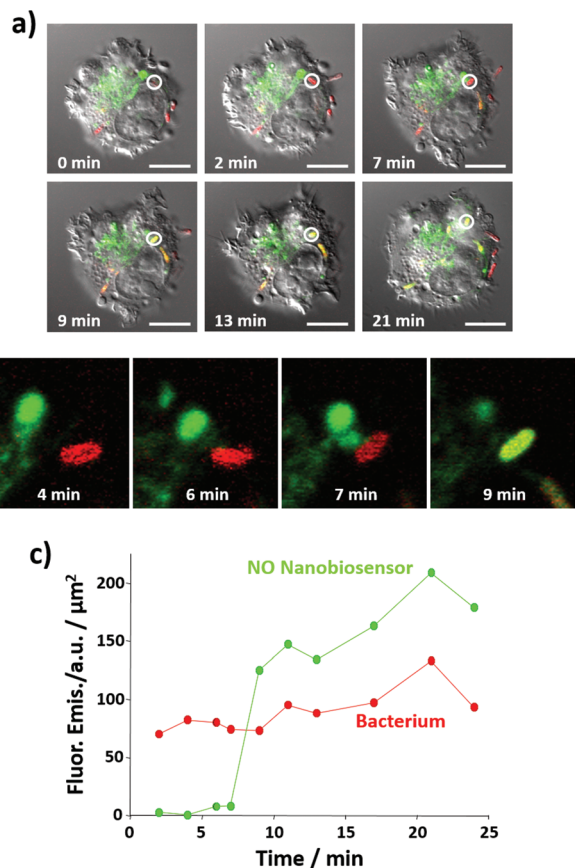 a)
0 min
2 min
7 min
9 min
13 min
21 min
4 min
6 min
7 min
9 min
c)
Fluor. Emis./a.u. / µm²
200
150
100
50
0
NO Nanobiosensor
Bacterium
0
5
10
15
20
25
Time / min